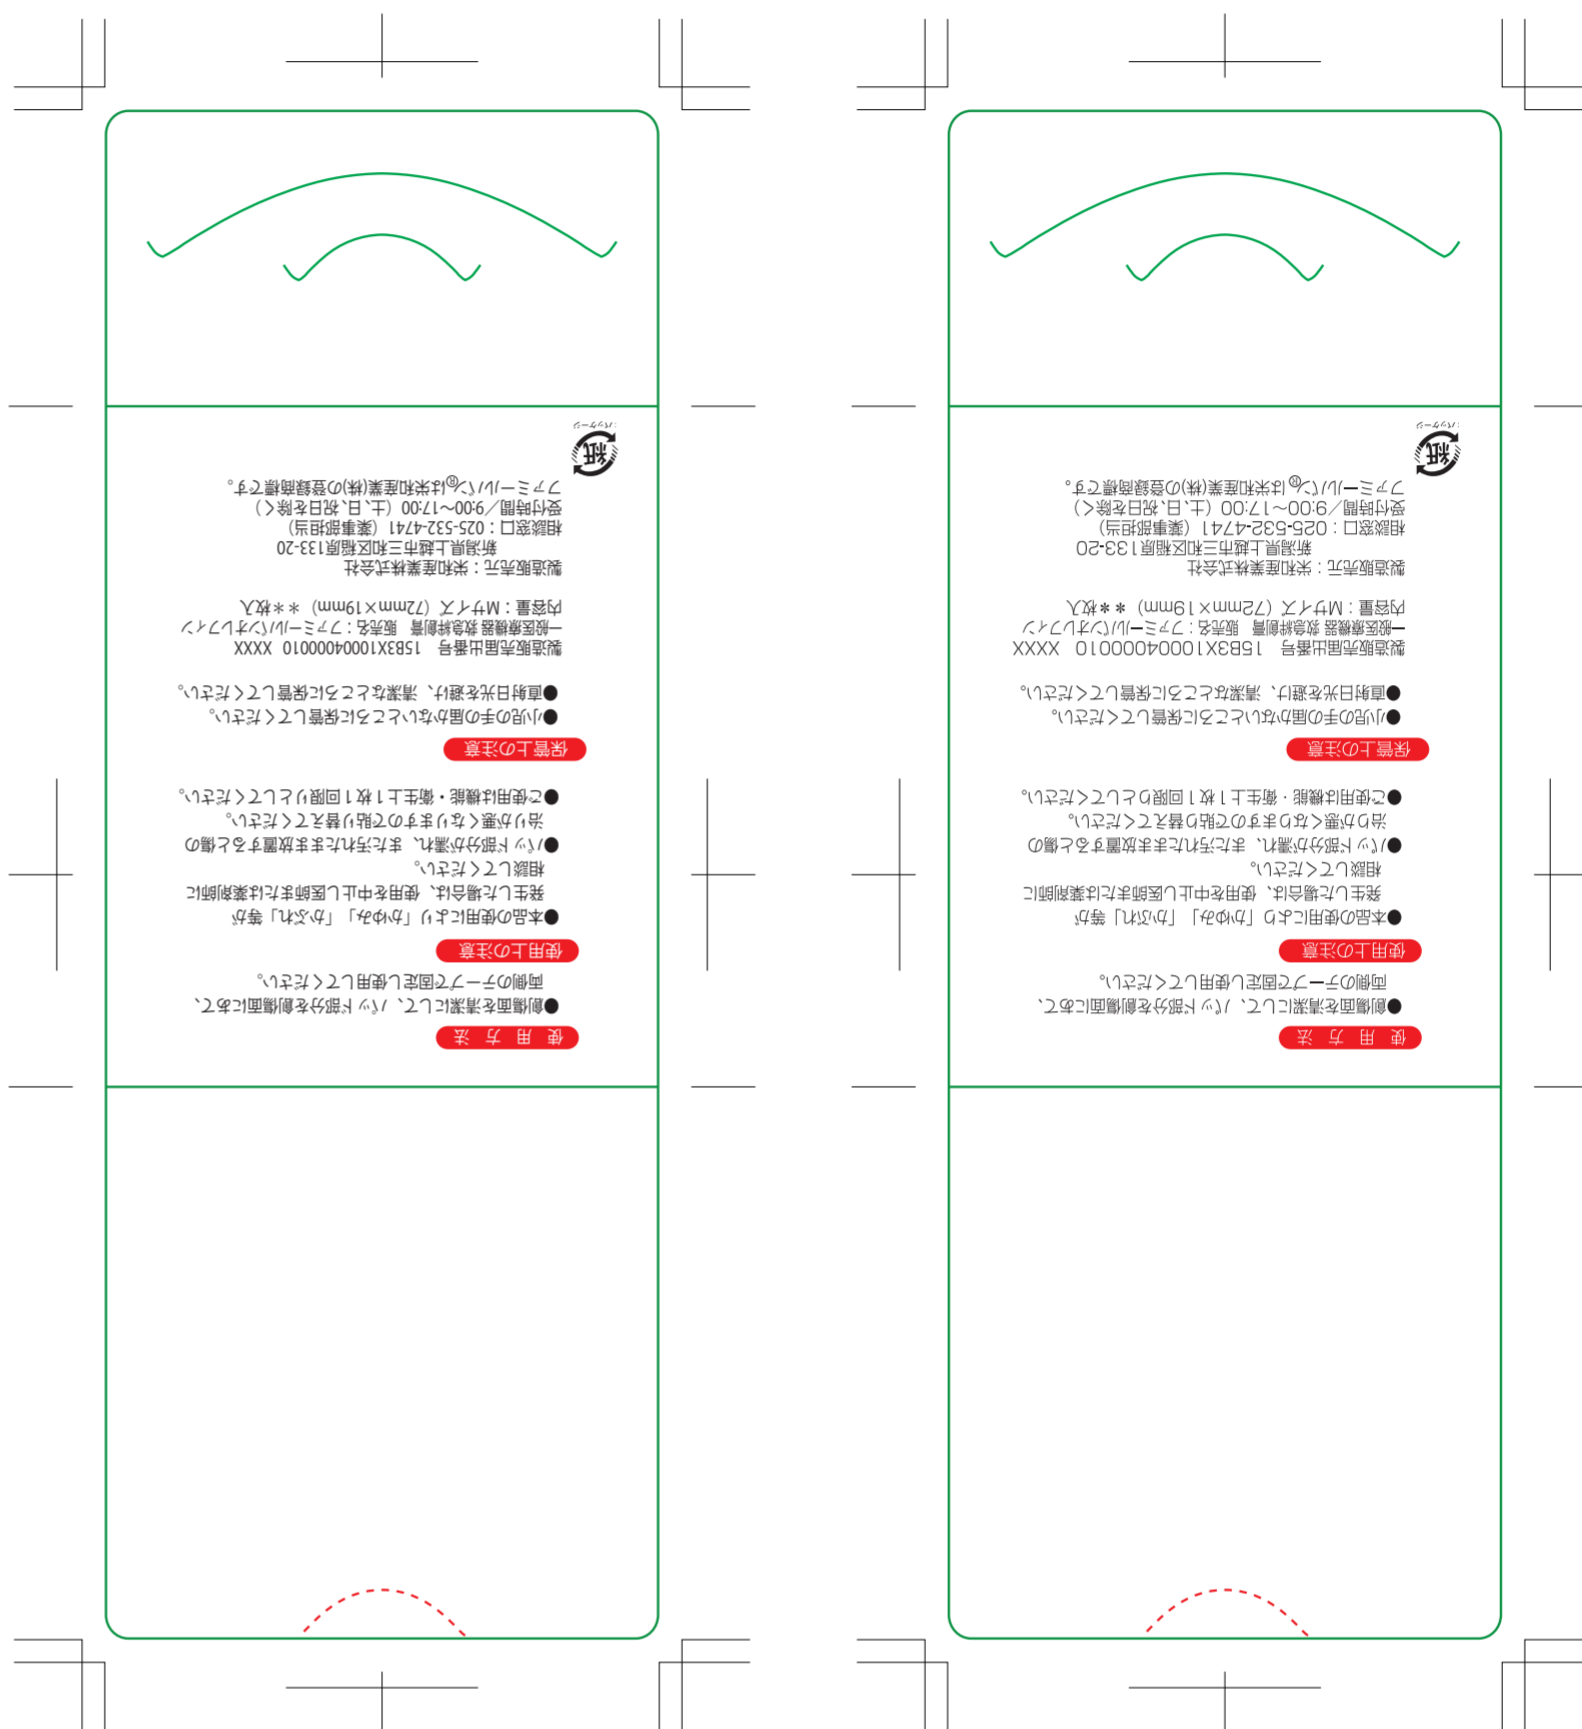 使 用 方 法
●創傷面を清潔にして、パッド部分を創傷面にあて、
両側のテープで固定し使用してください。
使用上の注意
●本品の使用により「かゆみ」「かぶれ」等が
発生した場合は、使用を中止し医師または薬剤師に
相談してください。
●パッド部分が濡れ、また汚れたまま放置すると傷の
治りが悪くなりますので貼り替えてください。
●ご使用は機能・衛生上1枚1回限りとしてください。
保管上の注意
●小児の手の届かないところに保管してください。
●直射日光を避け、清潔なところに保管してください。
製造販売届出番号 15B3X10004000010 XXXX
一般医療機器 救急絆創膏 販売名：ファミールバンオレフィン
内容量：Mサイズ（72mm×19mm）＊＊枚入
製造販売元：栄和産業株式会社
新潟県上越市三和区稲原133-20
相談窓口：025-532-4741（薬事部担当）
受付時間／9:00〜17:00（土、日、祝日を除く）
ファミールバン®は栄和産業(株)の登録商標です。
紙
：パッケージ
使 用 方 法
●創傷面を清潔にして、パッド部分を創傷面にあて、
両側のテープで固定し使用してください。
使用上の注意
●本品の使用により「かゆみ」「かぶれ」等が
発生した場合は、使用を中止し医師または薬剤師に
相談してください。
●パッド部分が濡れ、また汚れたまま放置すると傷の
治りが悪くなりますので貼り替えてください。
●ご使用は機能・衛生上1枚1回限りとしてください。
保管上の注意
●小児の手の届かないところに保管してください。
●直射日光を避け、清潔なところに保管してください。
製造販売届出番号 15B3X10004000010 XXXX
一般医療機器 救急絆創膏 販売名：ファミールバンオレフィン
内容量：Mサイズ（72mm×19mm）＊＊枚入
製造販売元：栄和産業株式会社
新潟県上越市三和区稲原133-20
相談窓口：025-532-4741（薬事部担当）
受付時間／9:00〜17:00（土、日、祝日を除く）
ファミールバン®は栄和産業(株)の登録商標です。
紙
：パッケージ